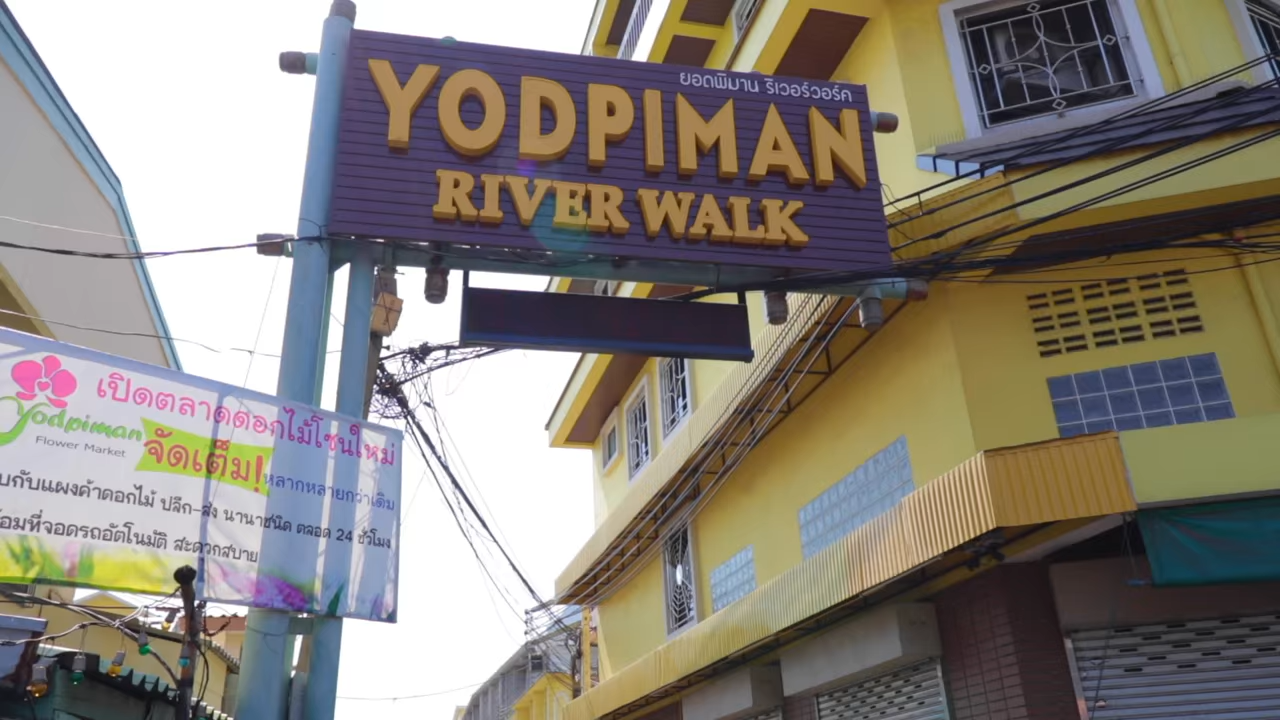 ยอดพิมาน ริเวอร์วอร์ค
YODPIMAN
RIVER WALK
Yodpiman
Flower Market
เปิดตลาดดอกไม้โซนใหม่
จัดเต็ม!
หลากหลายกว่าเดิม
บกับแผงค้าดอกไม้ ปลีก-ส่ง นานาชนิด ตลอด 24 ชั่วโมง
้อมที่จอดรถอัตโนมัติ สะดวกสบาย